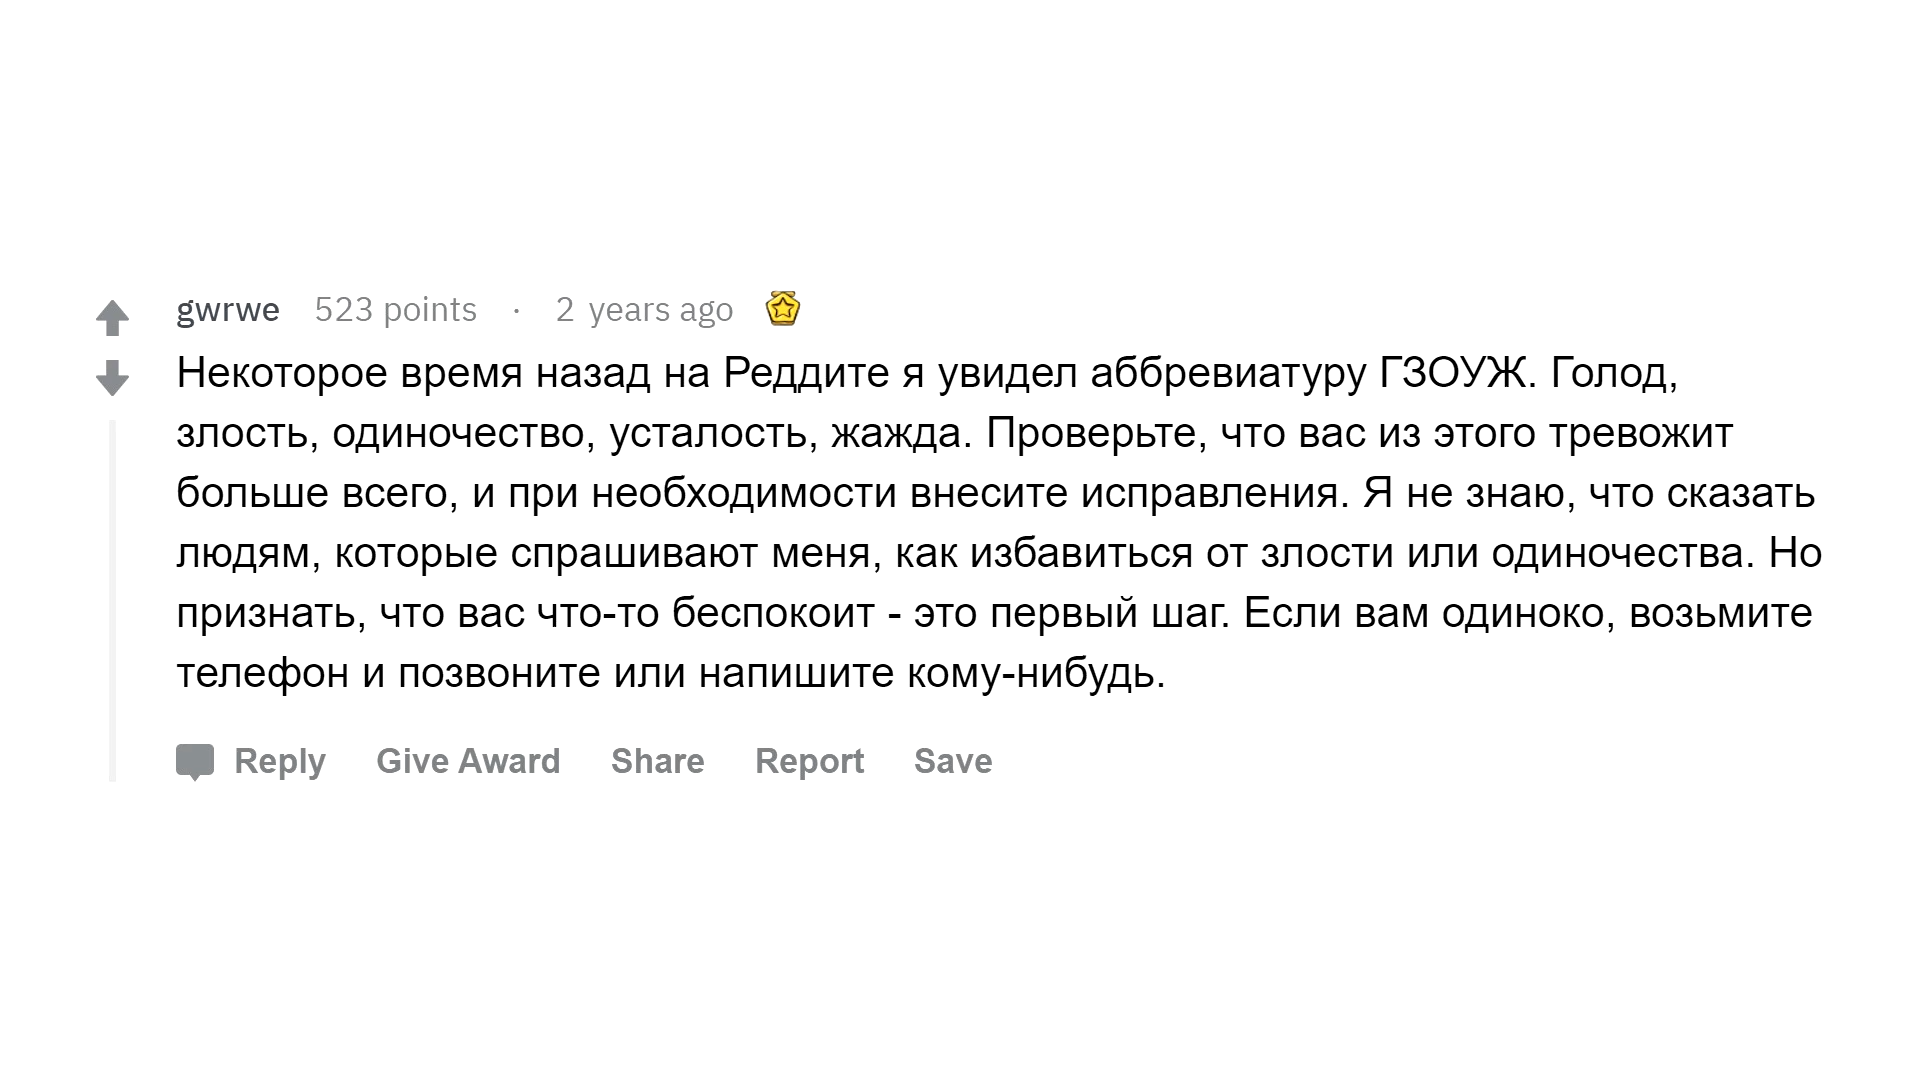 gwrwe 523 points · 2 years ago
Некоторое время назад на Реддите я увидел аббревиатуру ГЗОУЖ. Голод,
злость, одиночество, усталость, жажда. Проверьте, что вас из этого тревожит
больше всего, и при необходимости внесите исправления. Я не знаю, что сказать
людям, которые спрашивают меня, как избавиться от злости или одиночества. Но
признать, что вас что-то беспокоит - это первый шаг. Если вам одиноко, возьмите
телефон и позвоните или напишите кому-нибудь.
Reply Give Award Share Report Save